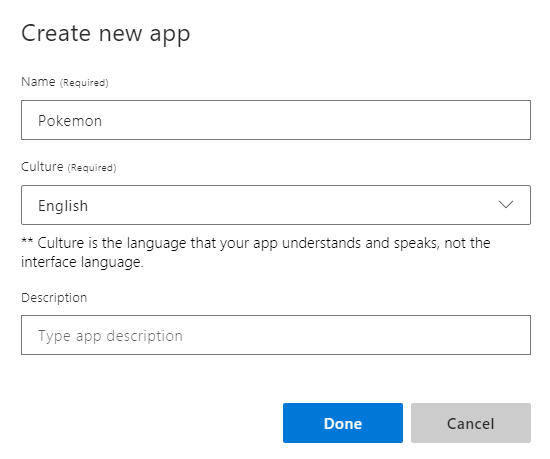 Create new app
Name (Required)
Pokemon
Culture (Required)
English
** Culture is the language that your app understands and speaks, not the
interface language.
Description
Type app description
Done
Cancel